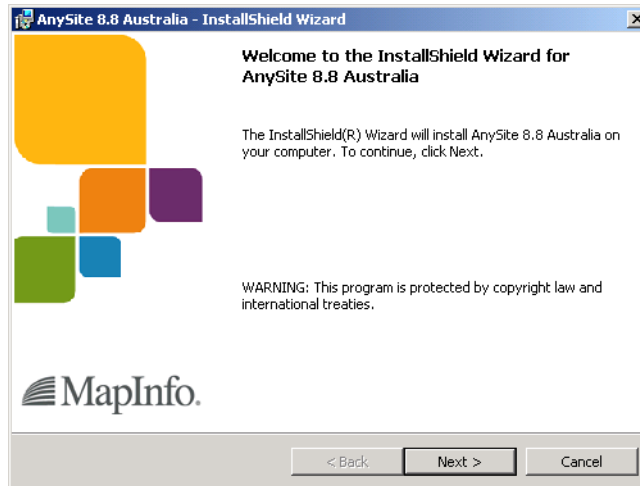 AnySite 8.8 Australia - InstallShield Wizard
Welcome to the InstallShield Wizard for
AnySite 8.8 Australia
The InstallShield(R) Wizard will install AnySite 8.8 Australia on
your computer. To continue, click Next.
WARNING: This program is protected by copyright law and
international treaties.
MapInfo.
< Back Next > Cancel